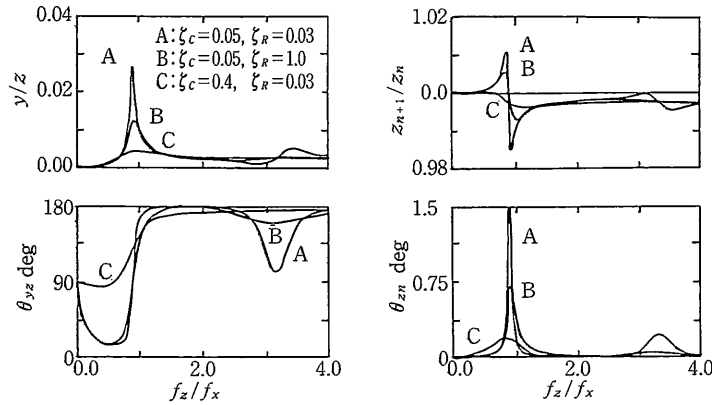 0.04
0.02
0.00
y/z
A:ζC=0.05, ζR=0.03
B:ζC=0.05, ζR=1.0
C:ζC=0.4, ζR=0.03
A
B
C
1.02
0.0
0.98
zn+1/zn
A
B
C
180
90
0
θyz deg
C
B
A
0.0
2.0
4.0
fz/fx
1.5
0.75
0
θzn deg
A
B
C
0.0
2.0
4.0
fz/fx